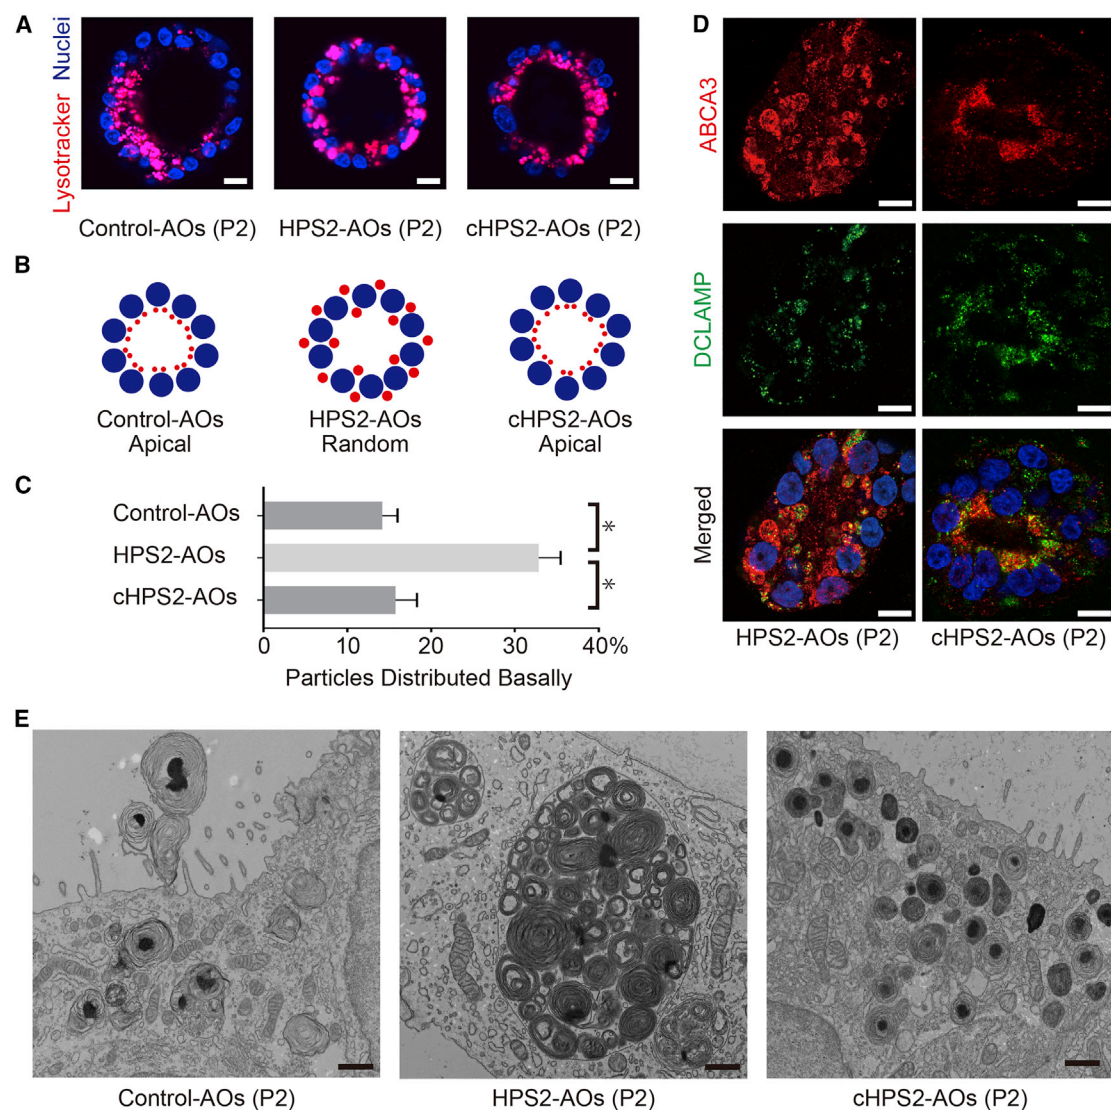 A
Lysotracker Nuclei
Control-AOs (P2)
HPS2-AOs (P2)
cHPS2-AOs (P2)
B
Control-AOs
Apical
HPS2-AOs
Random
cHPS2-AOs
Apical
C
Control-AOs
HPS2-AOs
cHPS2-AOs
*
*
0 10 20 30 40%
Particles Distributed Basally
D
ABCA3
DCLAMP
Merged
HPS2-AOs (P2)
cHPS2-AOs (P2)
E
Control-AOs (P2)
HPS2-AOs (P2)
cHPS2-AOs (P2)